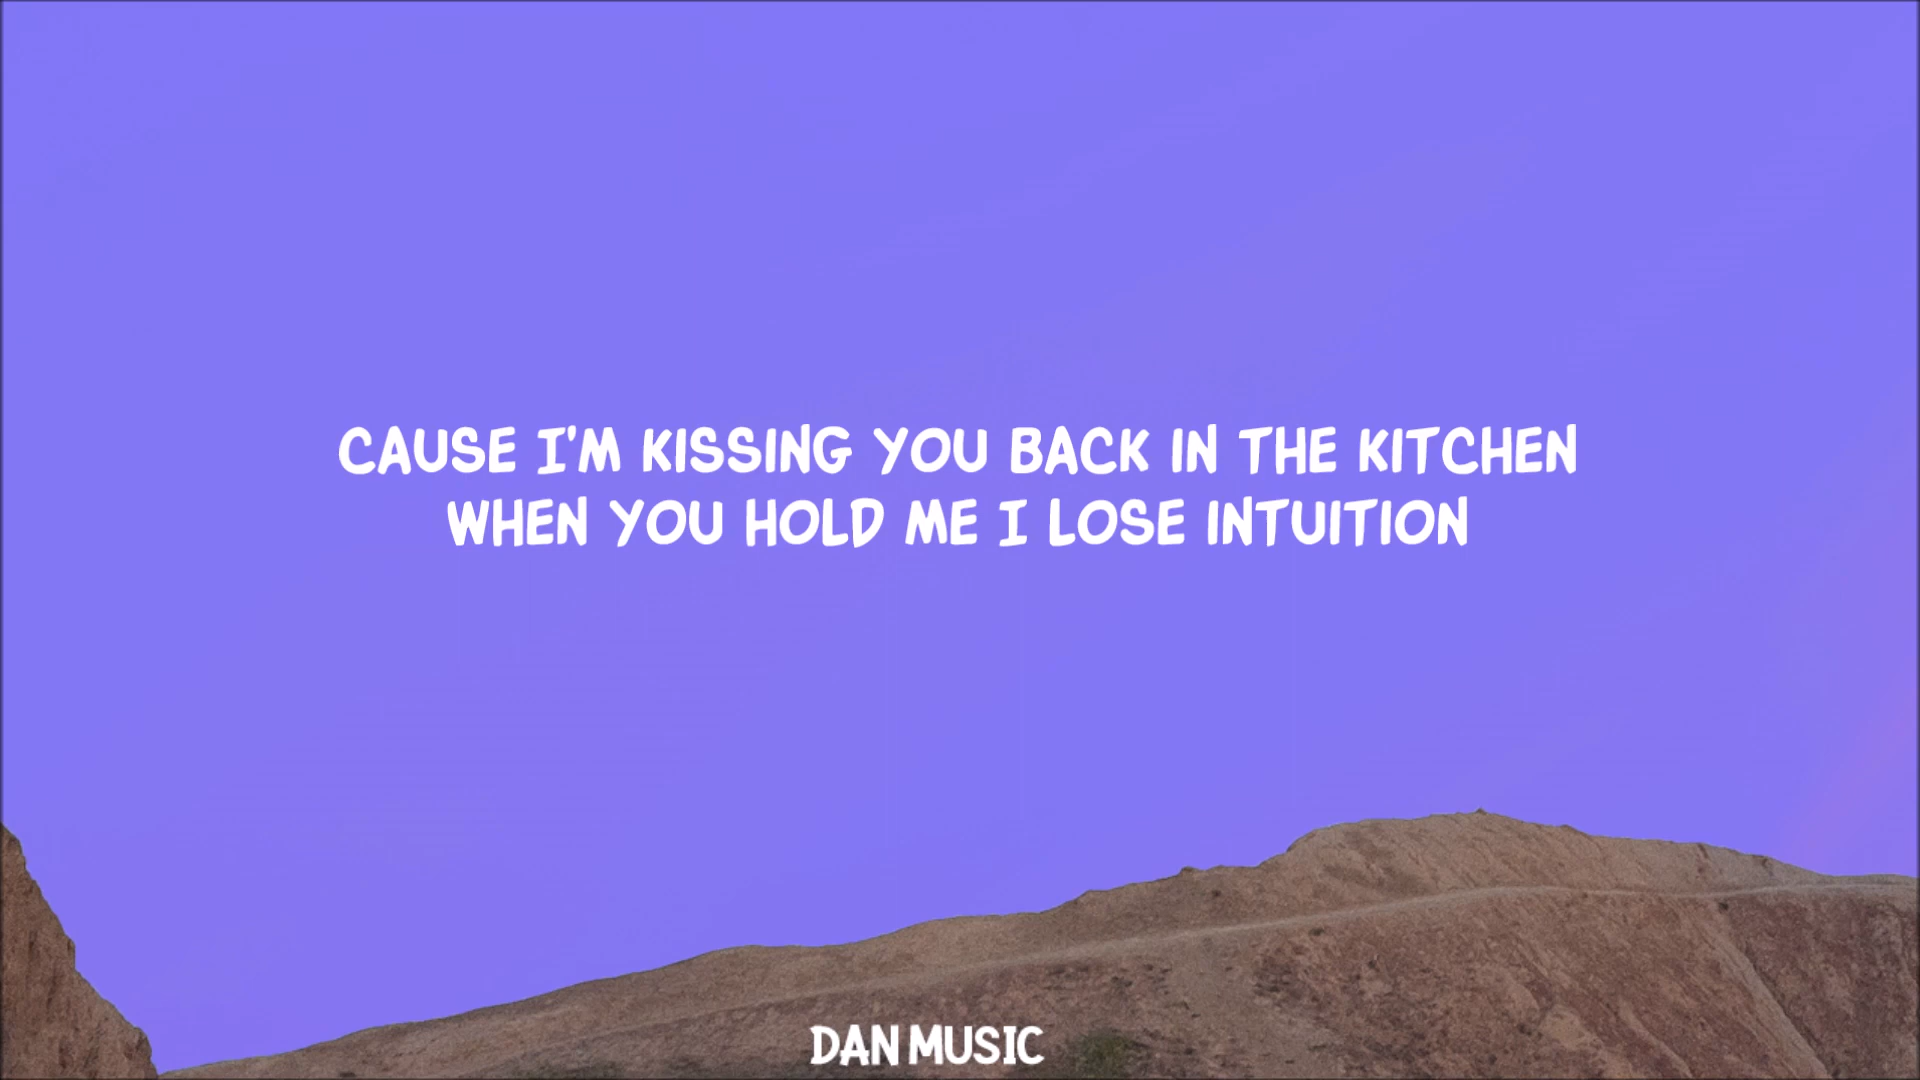 CAUSE I'M KISSING YOU BACK IN THE KITCHEN
WHEN YOU HOLD ME I LOSE INTUITION
DAN MUSIC